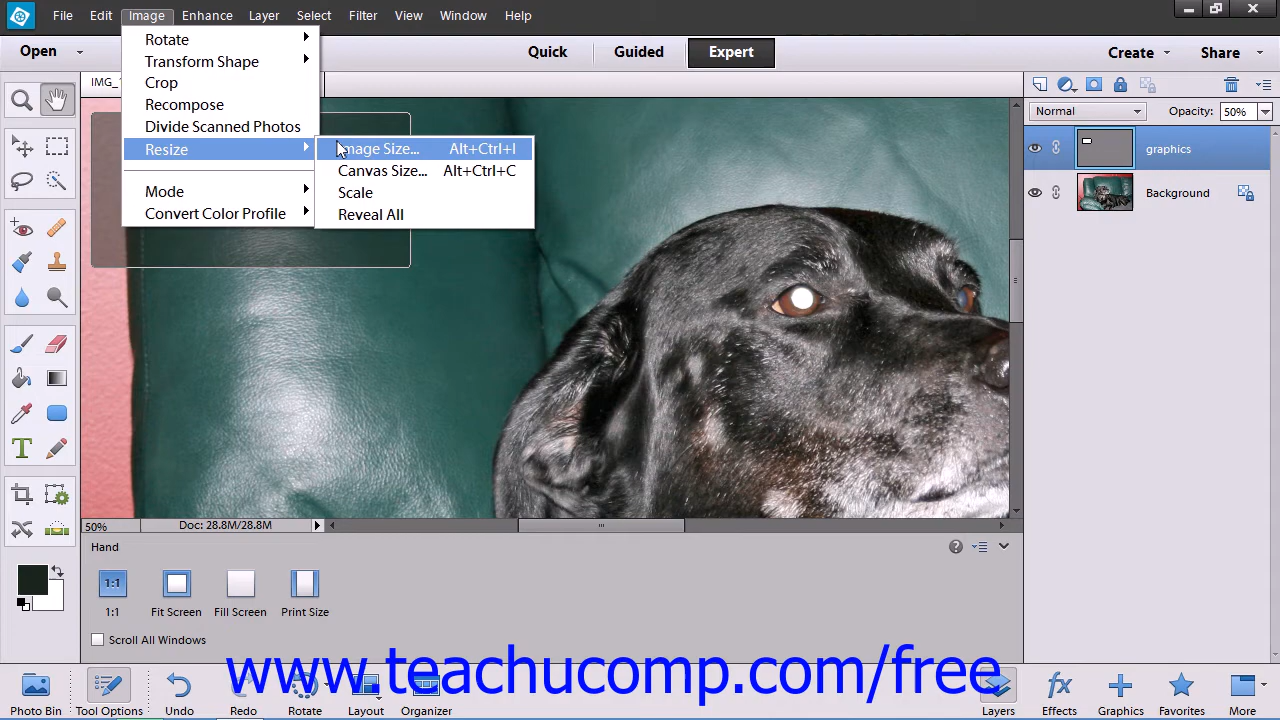 File Edit Image Enhance Layer Select Filter View Window Help
Open Quick Guided Expert Create Share
IMG_
Rotate
Transform Shape
Crop
Recompose
Divide Scanned Photos
Resize
Mode
Convert Color Profile
Image Size... Alt+Ctrl+I
Canvas Size... Alt+Ctrl+C
Scale
Reveal All
Normal Opacity: 50%
graphics
Background
50% Doc: 28.8M/28.8M
Hand
1:1
1:1 Fit Screen Fill Screen Print Size
Scroll All Windows
www.teachucomp.com/free
Photo Bin Tool Options Undo Redo Rotate Layout Organizer Layers Effects Graphics Favorites More